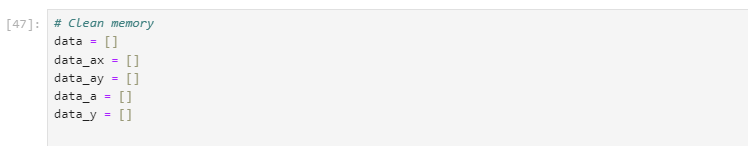 [47]:
# Clean memory
data = []
data_ax = []
data_ay = []
data_a = []
data_y = []